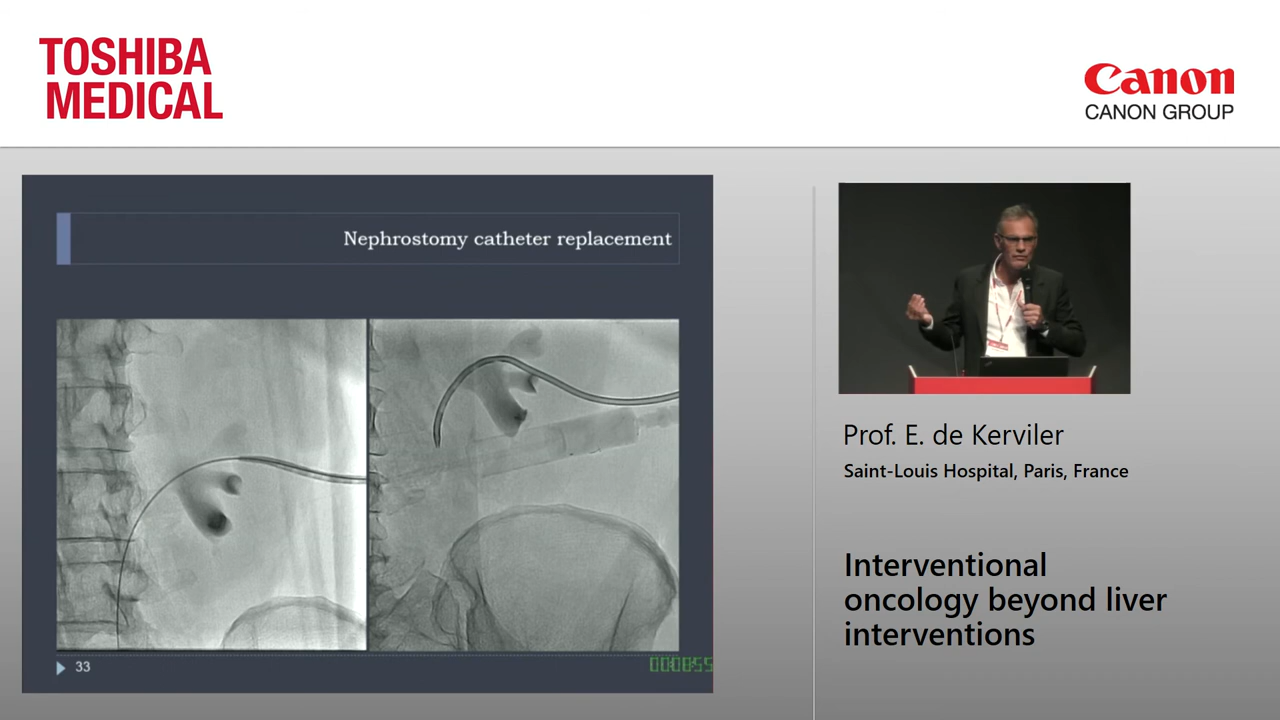 TOSHIBA
MEDICAL
Canon
CANON GROUP
Nephrostomy catheter replacement
33
000855
Prof. E. de Kerviler
Saint-Louis Hospital, Paris, France
Interventional
oncology beyond liver
interventions